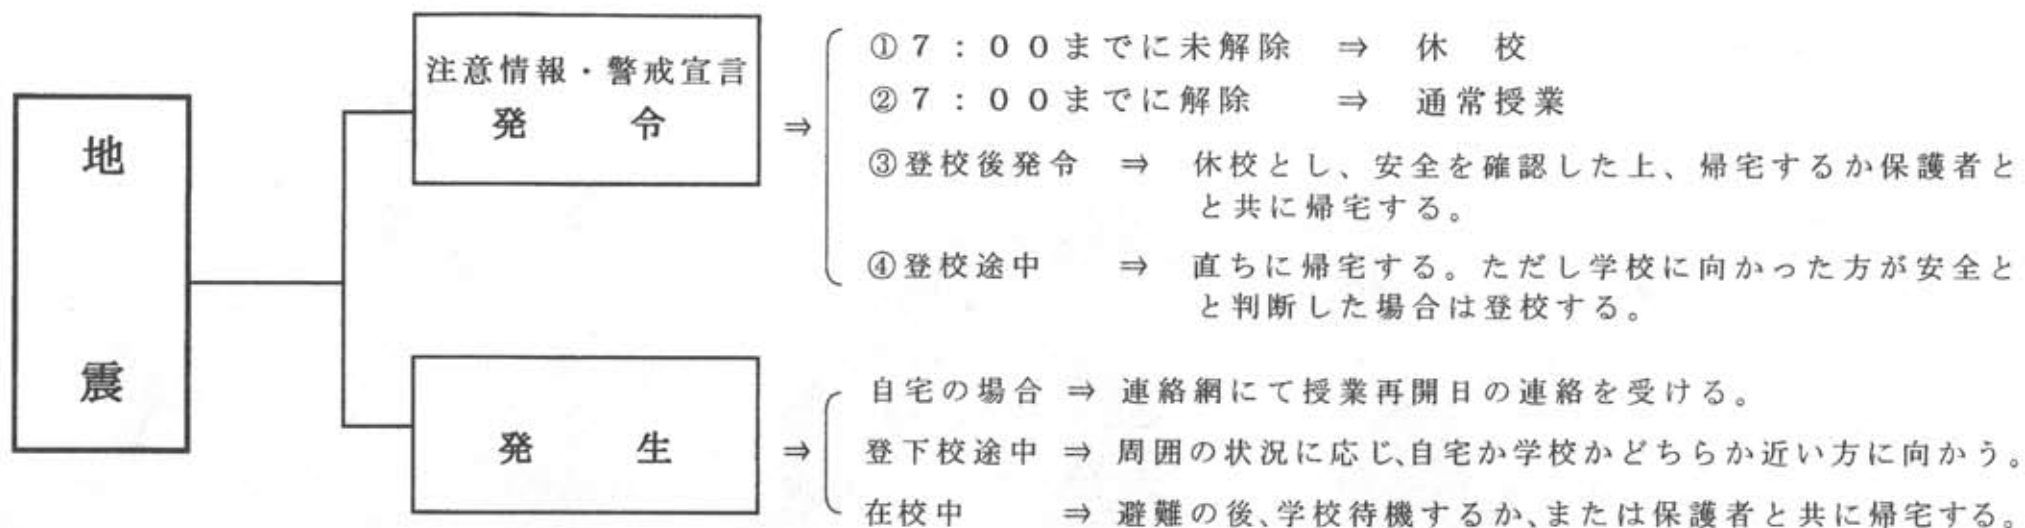 地震
注意情報・警戒宣言
発令
①7:00までに未解除 ⇒ 休校
②7:00までに解除 ⇒ 通常授業
③登校後発令 ⇒ 休校とし、安全を確認した上、帰宅するか保護者と
と共に帰宅する。
④登校途中 ⇒ 直ちに帰宅する。ただし学校に向かった方が安全と
と判断した場合は登校する。
発生
自宅の場合 ⇒ 連絡網にて授業再開日の連絡を受ける。
登下校途中 ⇒ 周囲の状況に応じ、自宅か学校かどちらか近い方に向かう。
在校中 ⇒ 避難の後、学校待機するか、または保護者と共に帰宅する。